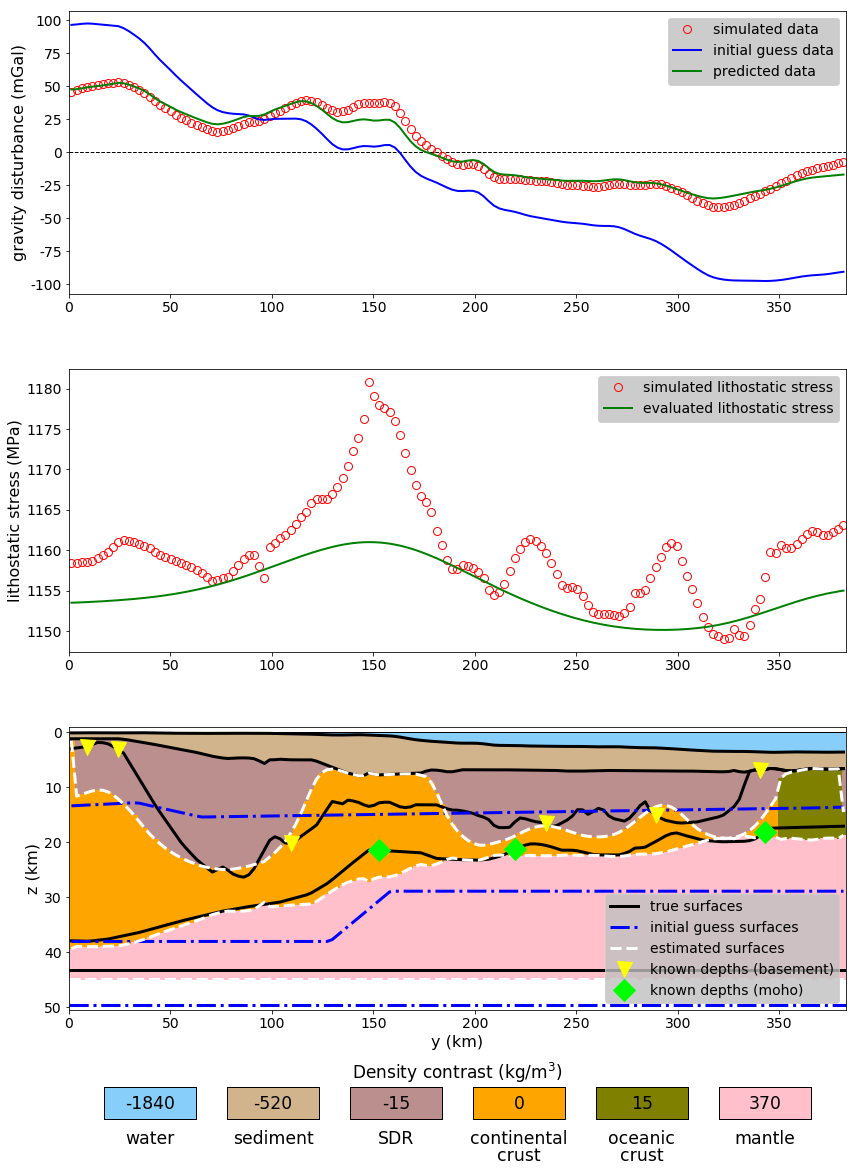 gravity disturbance (mGal)
100
75
50
25
0
-25
-50
-75
-100
simulated data
initial guess data
predicted data
0 50 100 150 200 250 300 350
lithostatic stress (MPa)
1180
1175
1170
1165
1160
1155
1150
simulated lithostatic stress
evaluated lithostatic stress
0 50 100 150 200 250 300 350
z (km)
0
10
20
30
40
50
true surfaces
initial guess surfaces
estimated surfaces
known depths (basement)
known depths (moho)
0 50 100 150 200 250 300 350
y (km)
Density contrast (kg/m³)
-1840 -520 -15 0 15 370
water sediment SDR continental oceanic mantle
crust crust